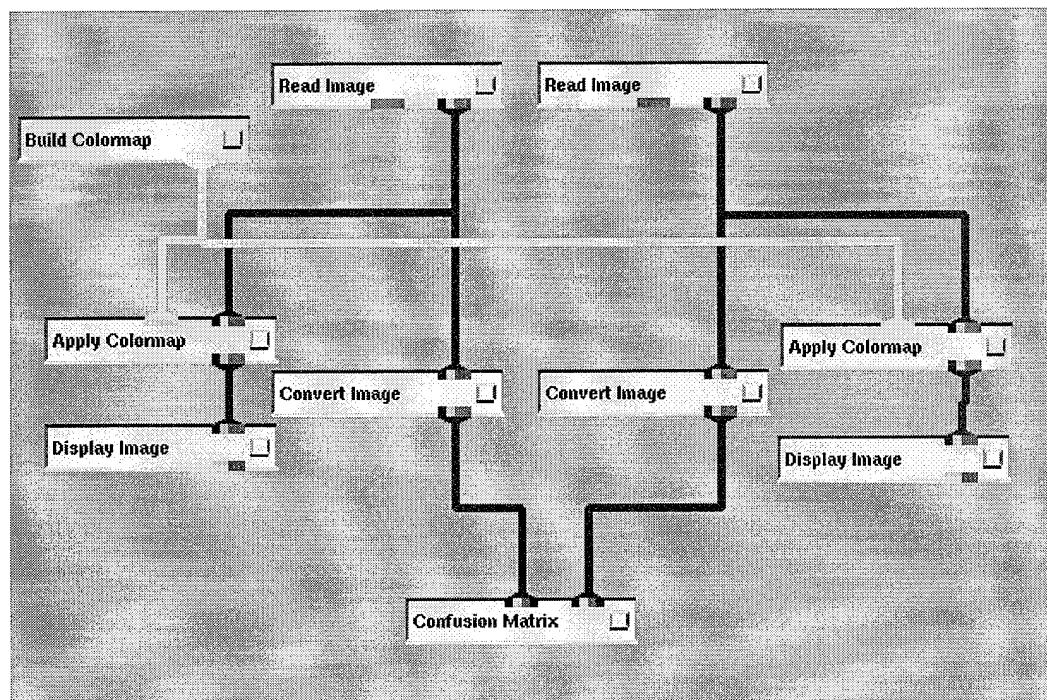 Read Image
Read Image
Build Colormap
Apply Colormap
Apply Colormap
Convert Image
Convert Image
Display Image
Display Image
Confusion Matrix